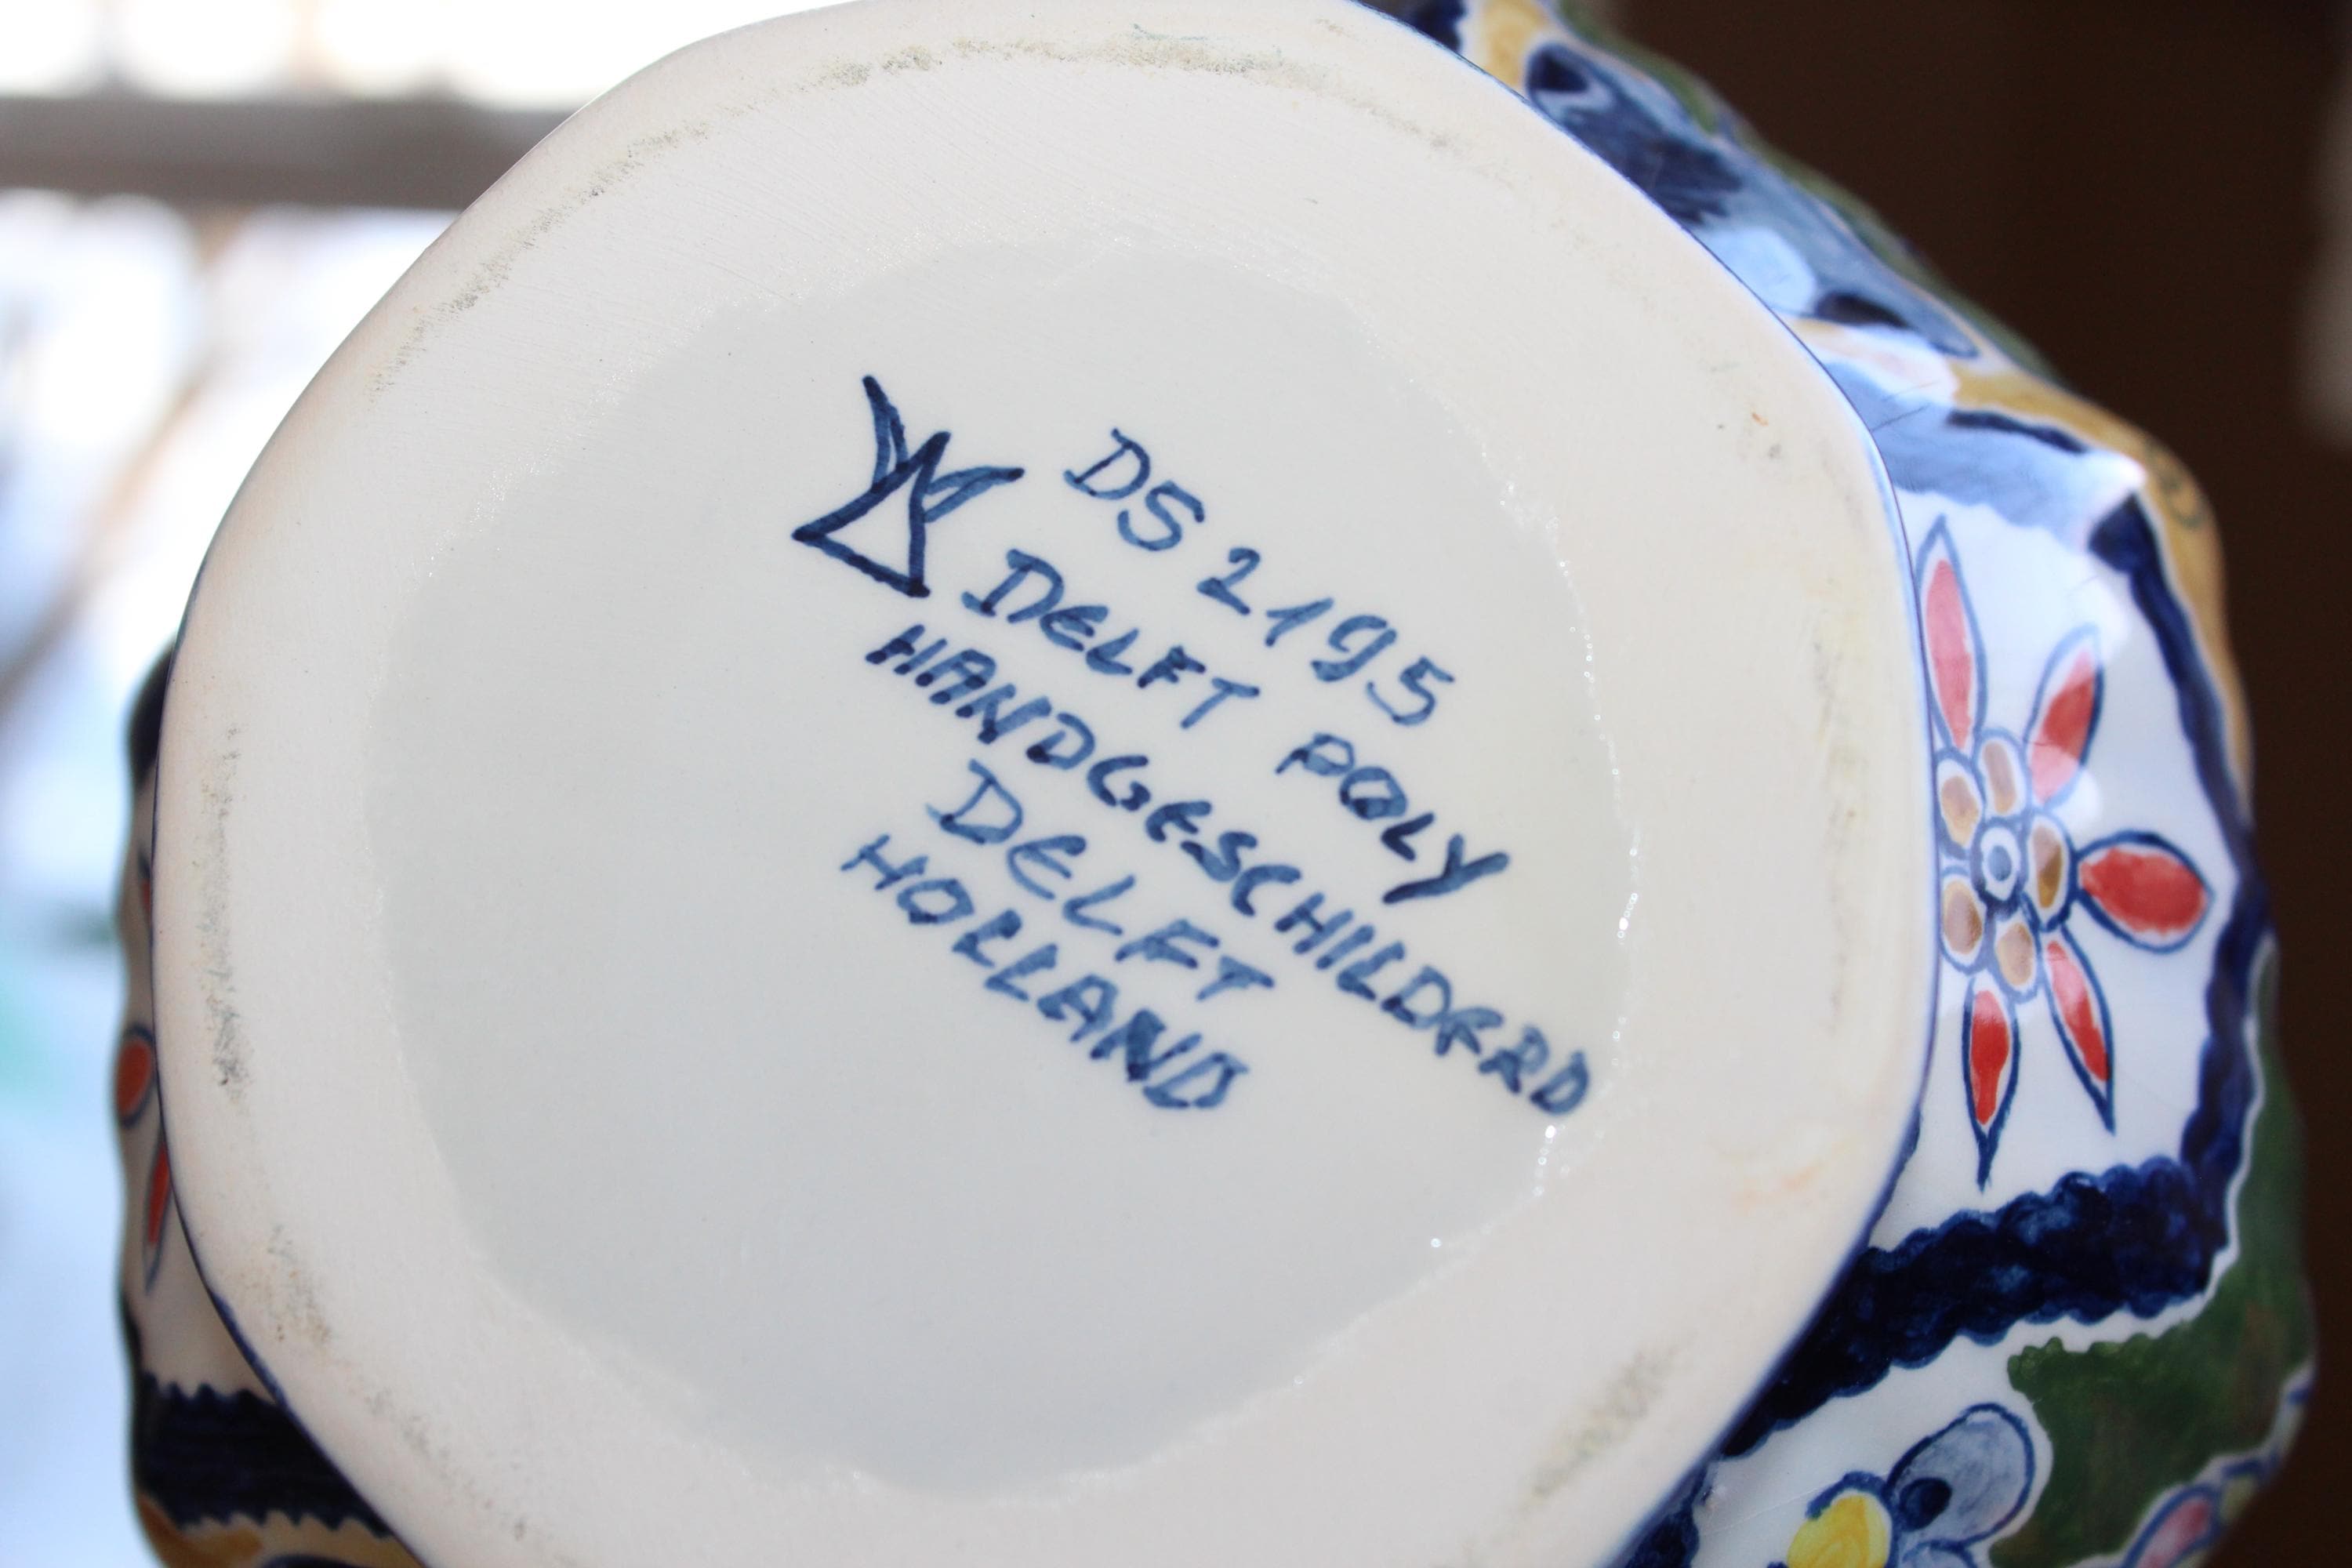 DS 2195
DELFT POLY
HANDGESCHILDERD
DELFT
HOLLAND